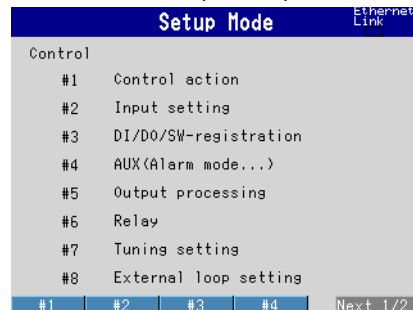 Setup Mode
Ethernet
Link
Control
#1 Control action
#2 Input setting
#3 DI/DO/SW-registration
#4 AUX(Alarm mode...)
#5 Output processing
#6 Relay
#7 Tuning setting
#8 External loop setting
#1 #2 #3 #4 Next 1/2